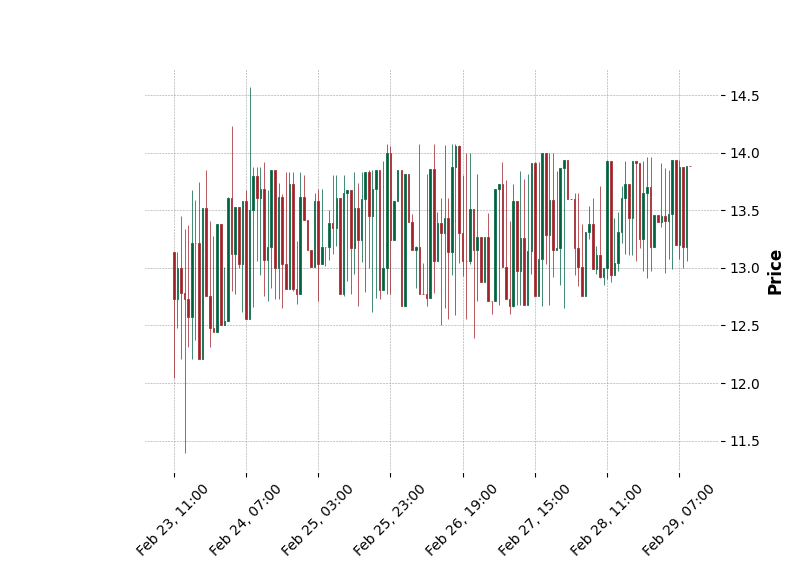 14.5
14.0
13.5
13.0
12.5
12.0
11.5
Price
Feb 23, 11:00
Feb 24, 07:00
Feb 25, 03:00
Feb 25, 23:00
Feb 26, 19:00
Feb 27, 15:00
Feb 28, 11:00
Feb 29, 07:00